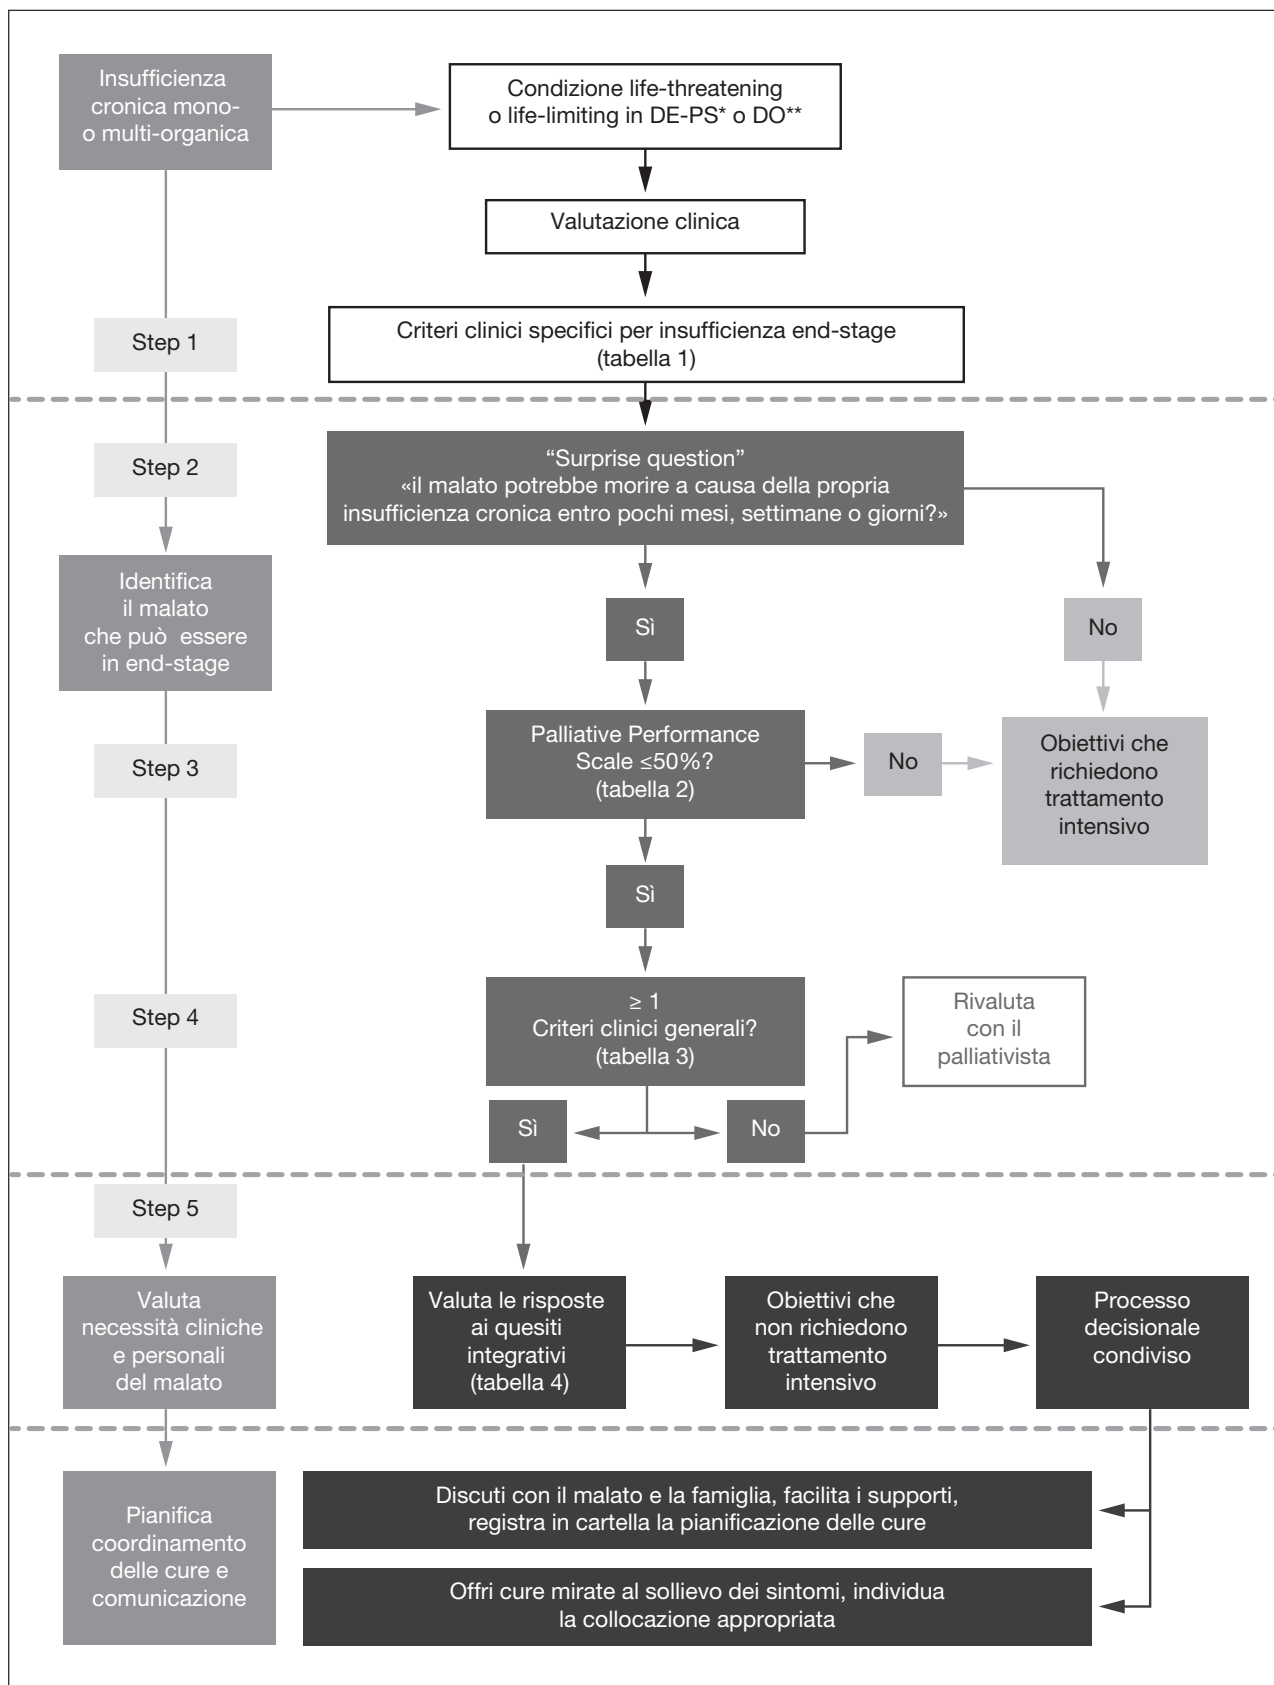 Insufficienza
cronica mono-
o multi-organica
Condizione life-threatening
o life-limiting in DE-PS* o DO**
Valutazione clinica
Step 1
Criteri clinici specifici per insufficienza end-stage
(tabella 1)
Step 2
“Surprise question”
«il malato potrebbe morire a causa della propria
insufficienza cronica entro pochi mesi, settimane o giorni?»
Identifica
il malato
che può essere
in end-stage
Sì
No
Step 3
Palliative Performance
Scale ≤50%?
(tabella 2)
No
Obiettivi che
richiedono
trattamento
intensivo
Sì
Step 4
≥ 1
Criteri clinici generali?
(tabella 3)
Rivaluta
con il
palliativista
Sì
No
Step 5
Valuta
necessità cliniche
e personali
del malato
Valuta le risposte
ai quesiti
integrativi
(tabella 4)
Obiettivi che
non richiedono
trattamento
intensivo
Processo
decisionale
condiviso
Pianifica
coordinamento
delle cure e
comunicazione
Discuti con il malato e la famiglia, facilita i supporti,
registra in cartella la pianificazione delle cure
Offri cure mirate al sollievo dei sintomi, individua
la collocazione appropriata